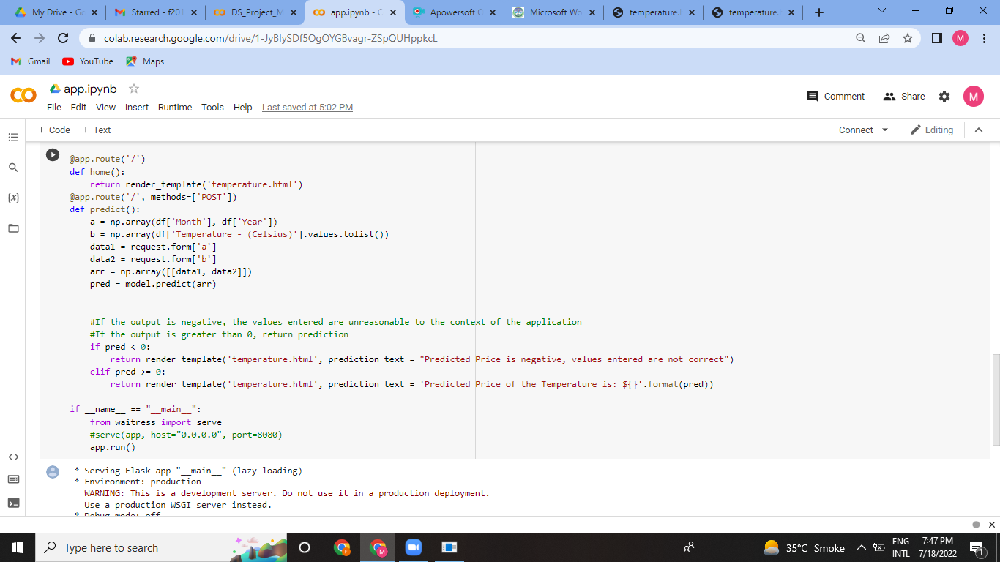 My Drive - Go
Starred - f201
DS_Project_M
app.ipynb - C
Apowersoft C
Microsoft Wo
temperature.
temperature.
colab.research.google.com/drive/1-JyBIySDf5OgOYGBvagr-ZSpQUHppkcL
Gmail
YouTube
Maps
app.ipynb
Comment
Share
M
File Edit View Insert Runtime Tools Help Last saved at 5:02 PM
+ Code + Text
Connect
Editing
@app.route('/')
def home():
    return render_template('temperature.html')
@app.route('/', methods=['POST'])
def predict():
    a = np.array(df['Month'], df['Year'])
    b = np.array(df['Temperature - (Celsius)'].values.tolist())
    data1 = request.form['a']
    data2 = request.form['b']
    arr = np.array([[data1, data2]])
    pred = model.predict(arr)
    #If the output is negative, the values entered are unreasonable to the context of the application
    #If the output is greater than 0, return prediction
    if pred < 0:
        return render_template('temperature.html', prediction_text = "Predicted Price is negative, values entered are not correct")
    elif pred >= 0:
        return render_template('temperature.html', prediction_text = 'Predicted Price of the Temperature is: ${}'.format(pred))
if __name__ == "__main__":
    from waitress import serve
    #serve(app, host="0.0.0.0", port=8080)
    app.run()
* Serving Flask app "__main__" (lazy loading)
* Environment: production
WARNING: This is a development server. Do not use it in a production deployment.
Use a production WSGI server instead.
* Debug mode: off
Type here to search
35°C Smoke
ENG
INTL
7:47 PM
7/18/2022
1